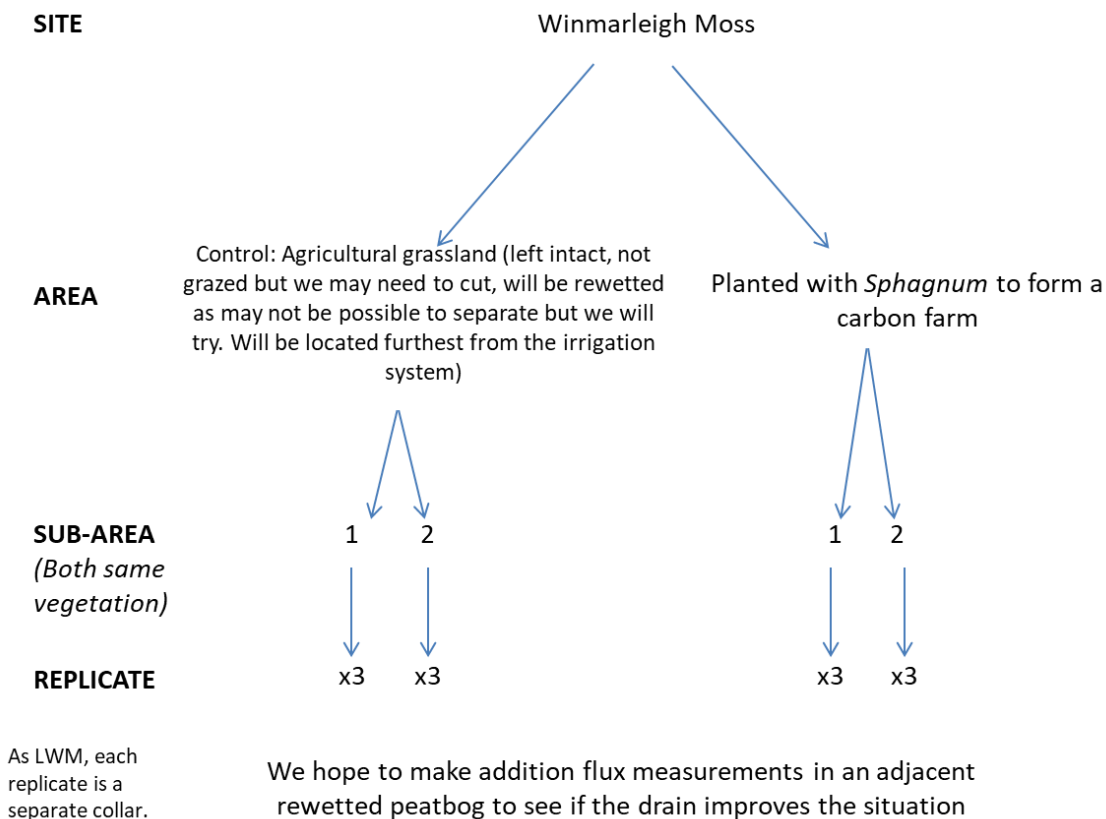 SITE
Winmarleigh Moss
AREA
Control: Agricultural grassland (left intact, not
grazed but we may need to cut, will be rewetted
as may not be possible to separate but we will
try. Will be located furthest from the irrigation
system)
Planted with Sphagnum to form a
carbon farm
SUB-AREA
(Both same
vegetation)
1
2
1
2
REPLICATE
x3
x3
x3
x3
As LWM, each
replicate is a
separate collar.
We hope to make addition flux measurements in an adjacent
rewetted peatbog to see if the drain improves the situation